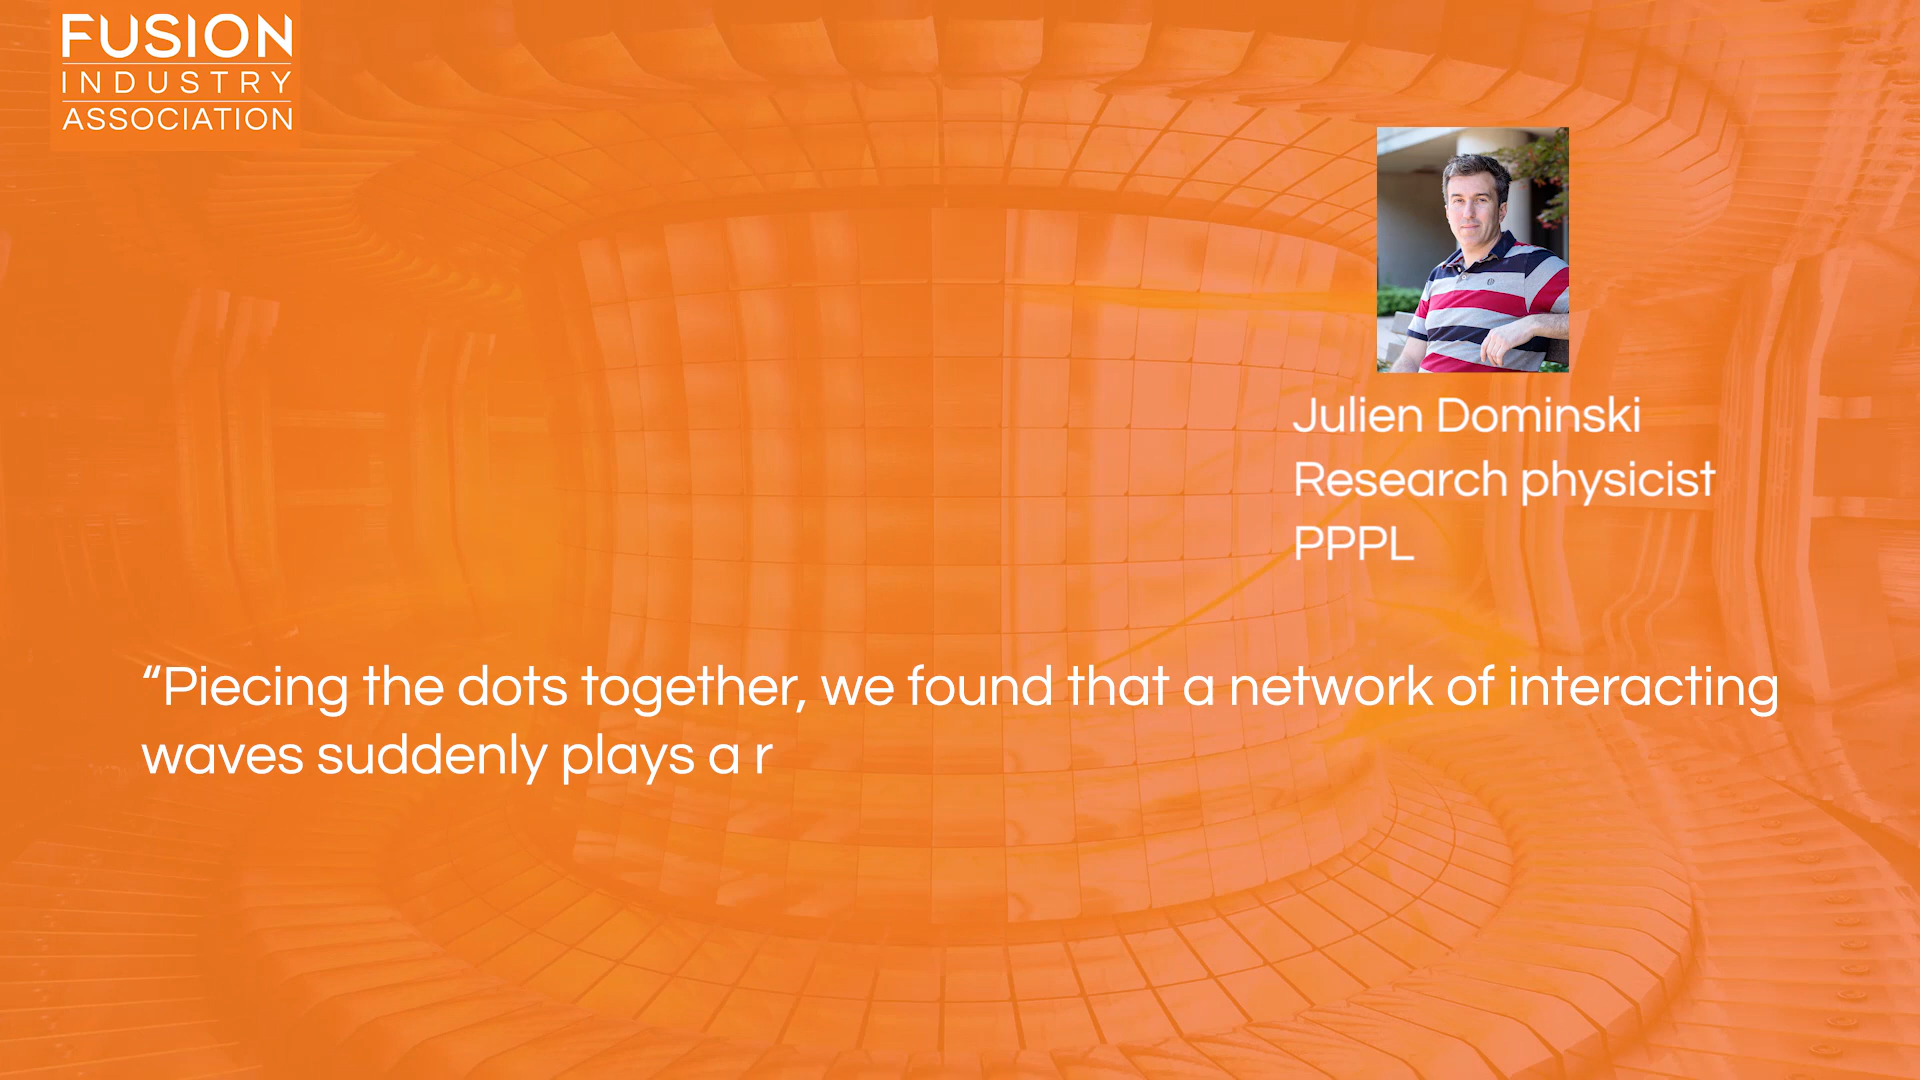 FUSION
INDUSTRY
ASSOCIATION
Julien Dominski
Research physicist
PPPL
“Piecing the dots together, we found that a network of interacting
waves suddenly plays a r